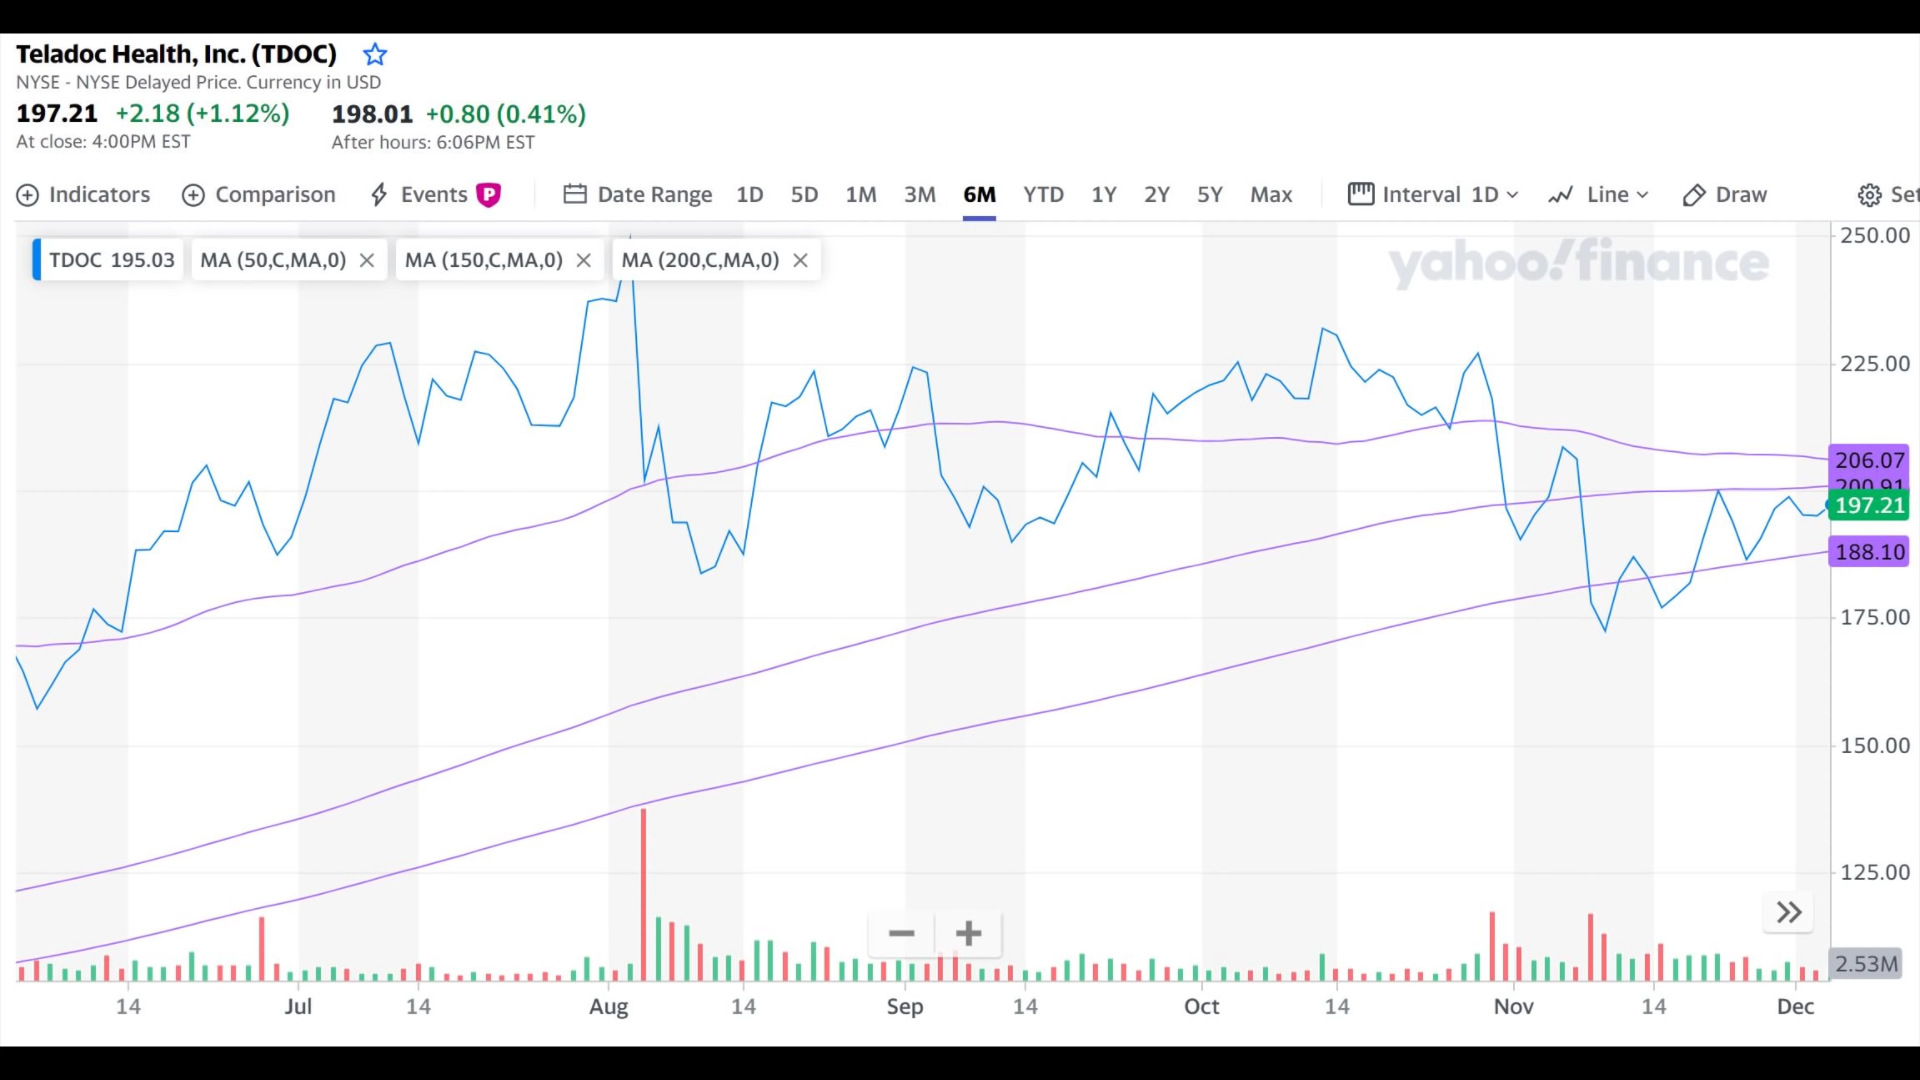 Teladoc Health, Inc. (TDOC)
NYSE - NYSE Delayed Price. Currency in USD
197.21 +2.18 (+1.12%) 198.01 +0.80 (0.41%)
At close: 4:00PM EST After hours: 6:06PM EST
Indicators Comparison Events P Date Range 1D 5D 1M 3M 6M YTD 1Y 2Y 5Y Max Interval 1D Line Draw Set
TDOC 195.03 MA (50,C,MA,0) MA (150,C,MA,0) MA (200,C,MA,0)
yahoo!finance
250.00
225.00
206.07
200.91
197.21
188.10
175.00
150.00
125.00
2.53M
14 Jul 14 Aug 14 Sep 14 Oct 14 Nov 14 Dec